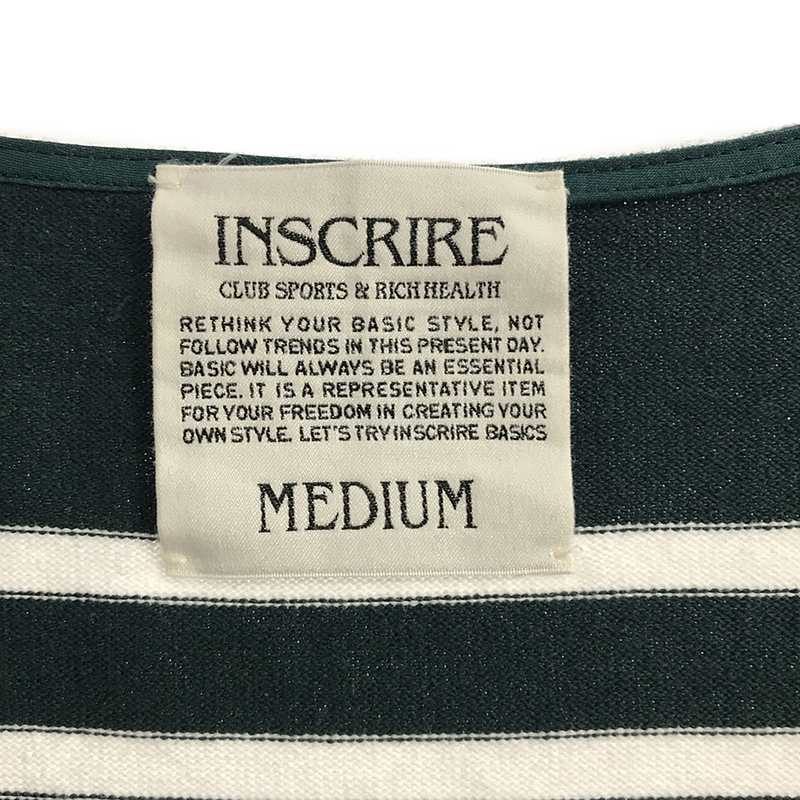 INSCRIRE
CLUB SPORTS & RICH HEALTH
RETHINK YOUR BASIC STYLE, NOT
FOLLOW TRENDS IN THIS PRESENT DAY.
BASIC WILL ALWAYS BE AN ESSENTIAL
PIECE. IT IS A REPRESENTATIVE ITEM
FOR YOUR FREEDOM IN CREATING YOUR
OWN STYLE. LET'S TRY INSCRIRE BASICS
MEDIUM